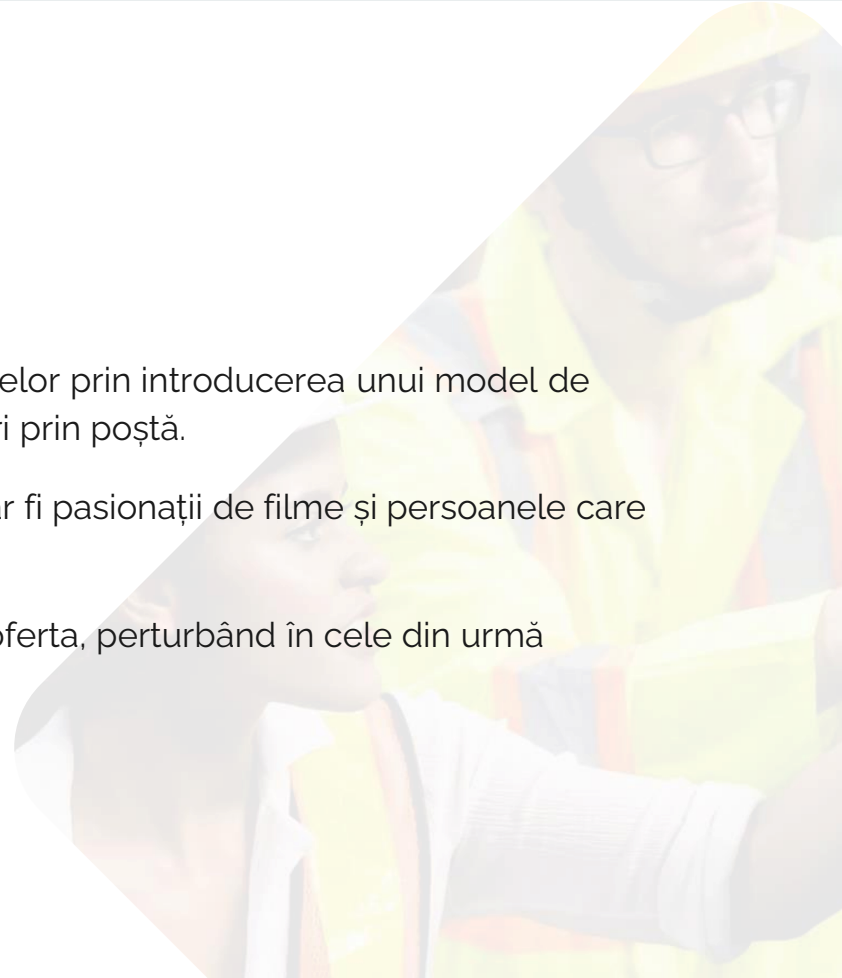 elor prin introducerea unui model de
i prin poștă.
r fi pasionații de filme și persoanele care
oferta, perturbând în cele din urmă